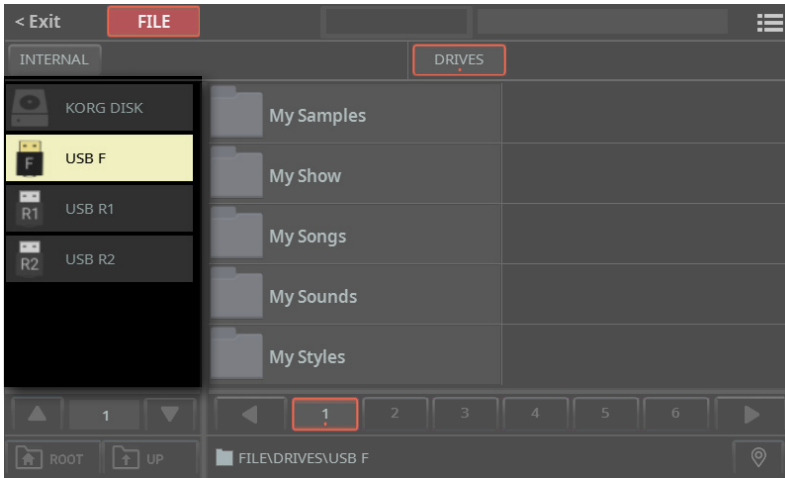 < Exit FILE
INTERNAL DRIVES
KORG DISK
F USB F
R1 USB R1
R2 USB R2
My Samples
My Show
My Songs
My Sounds
My Styles
1 1 2 3 4 5 6
ROOT UP FILE\DRIVES\USB F